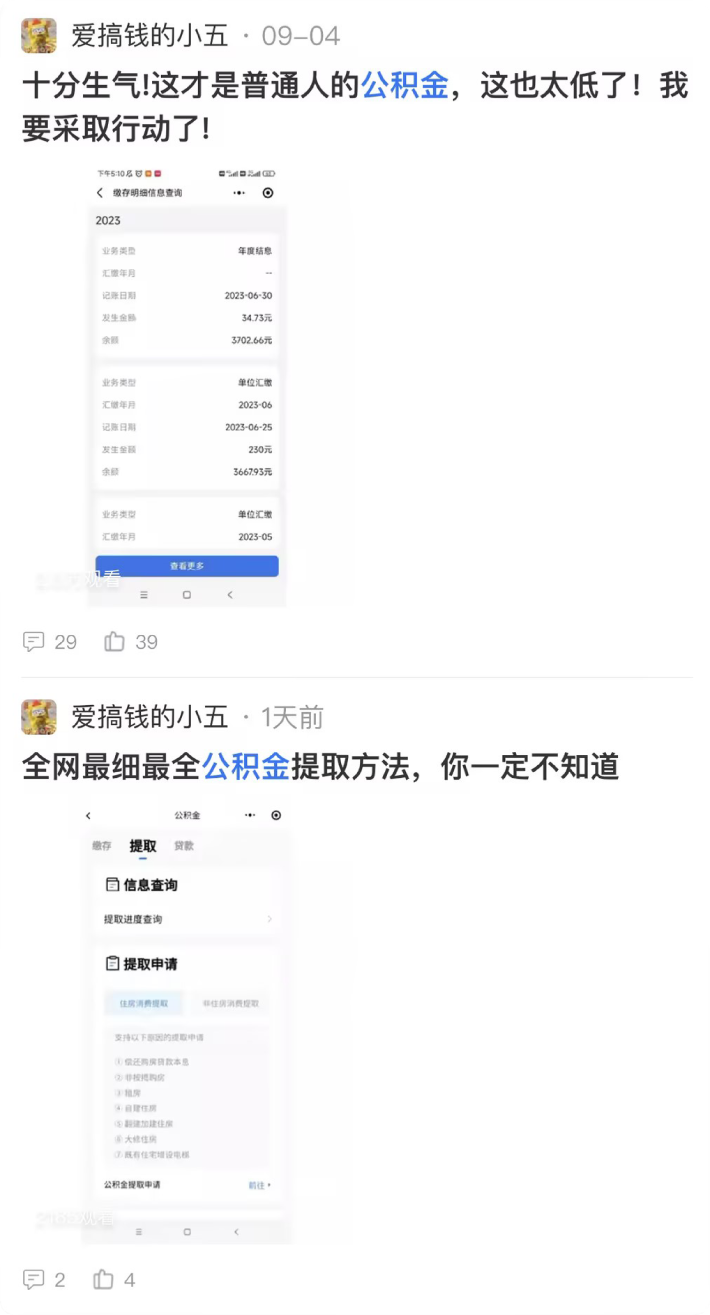 爱搞钱的小五 · 09-04
十分生气!这才是普通人的公积金，这也太低了！我
要采取行动了!
下午5:10
缴存明细信息查询
2023
业务类型 年度结息
汇缴年月 --
记账日期 2023-06-30
发生金额 34.73元
余额 3702.66元
业务类型 单位汇缴
汇缴年月 2023-06
记账日期 2023-06-25
发生金额 230元
余额 3667.93元
业务类型 单位汇缴
汇缴年月 2023-05
查看更多
观看
29 39
爱搞钱的小五 · 1天前
全网最细最全公积金提取方法，你一定不知道
公积金
缴存 提取 贷款
信息查询
提取进度查询
提取申请
住房消费提取 非住房消费提取
支持以下原因的提取申请
①偿还购房贷款本息
②非按揭购房
③租房
④自建住房
⑤翻建加建住房
⑥大修住房
⑦既有住宅增设电梯
公积金提取申请 前往
观看
2 4